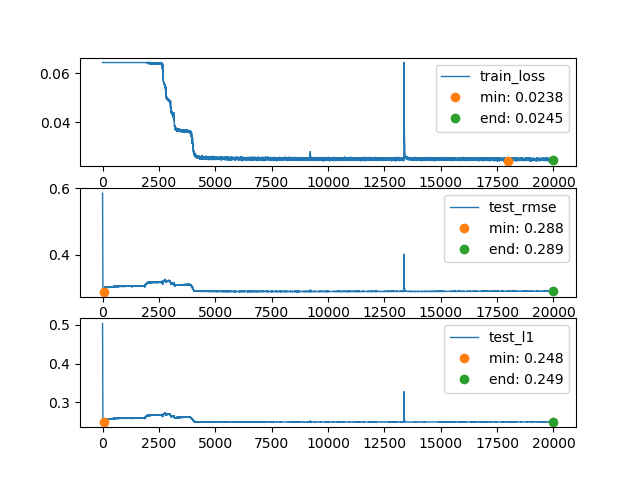 0.06
0.04
train_loss
min: 0.0238
end: 0.0245
0 2500 5000 7500 10000 12500 15000 17500 20000
0.6
0.4
test_rmse
min: 0.288
end: 0.289
0 2500 5000 7500 10000 12500 15000 17500 20000
0.5
0.4
0.3
test_l1
min: 0.248
end: 0.249
0 2500 5000 7500 10000 12500 15000 17500 20000